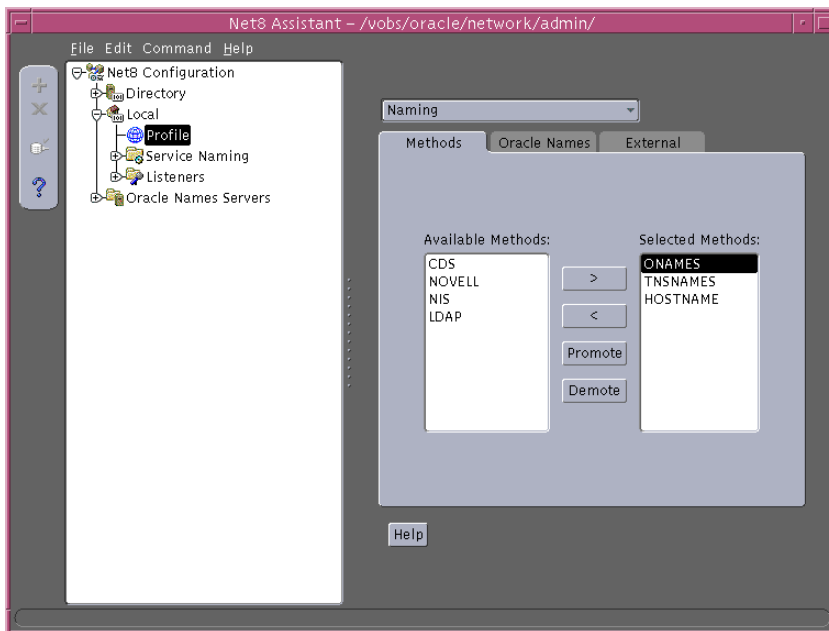 Net8 Assistant – /vobs/oracle/network/admin/
File Edit Command Help
Net8 Configuration
Directory
Local
Profile
Service Naming
Listeners
Oracle Names Servers
Naming
Methods Oracle Names External
Available Methods:
CDS
NOVELL
NIS
LDAP
>
<
Promote
Demote
Selected Methods:
ONAMES
TNSNAMES
HOSTNAME
Help